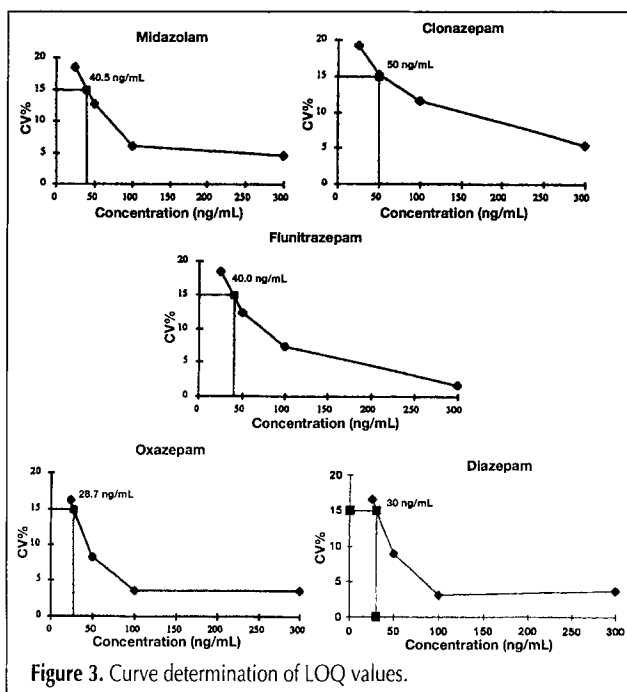 Midazolam
CV%
20
15
10
5
0
40.5 ng/mL
0 50 100 150 200 250 300
Concentration (ng/mL)
Clonazepam
CV%
20
15
10
5
0
50 ng/mL
0 50 100 150 200 250 300
Concentration (ng/mL)
Flunitrazepam
CV%
20
15
10
5
0
40.0 ng/mL
0 50 100 150 200 250 300
Concentration (ng/mL)
Oxazepam
CV%
20
15
10
5
0
28.7 ng/mL
0 50 100 150 200 250 300
Concentration (ng/mL)
Diazepam
CV%
20
15
10
5
0
30 ng/mL
0 50 100 150 200 250 300
Concentration (ng/mL)
Figure 3. Curve determination of LOQ values.